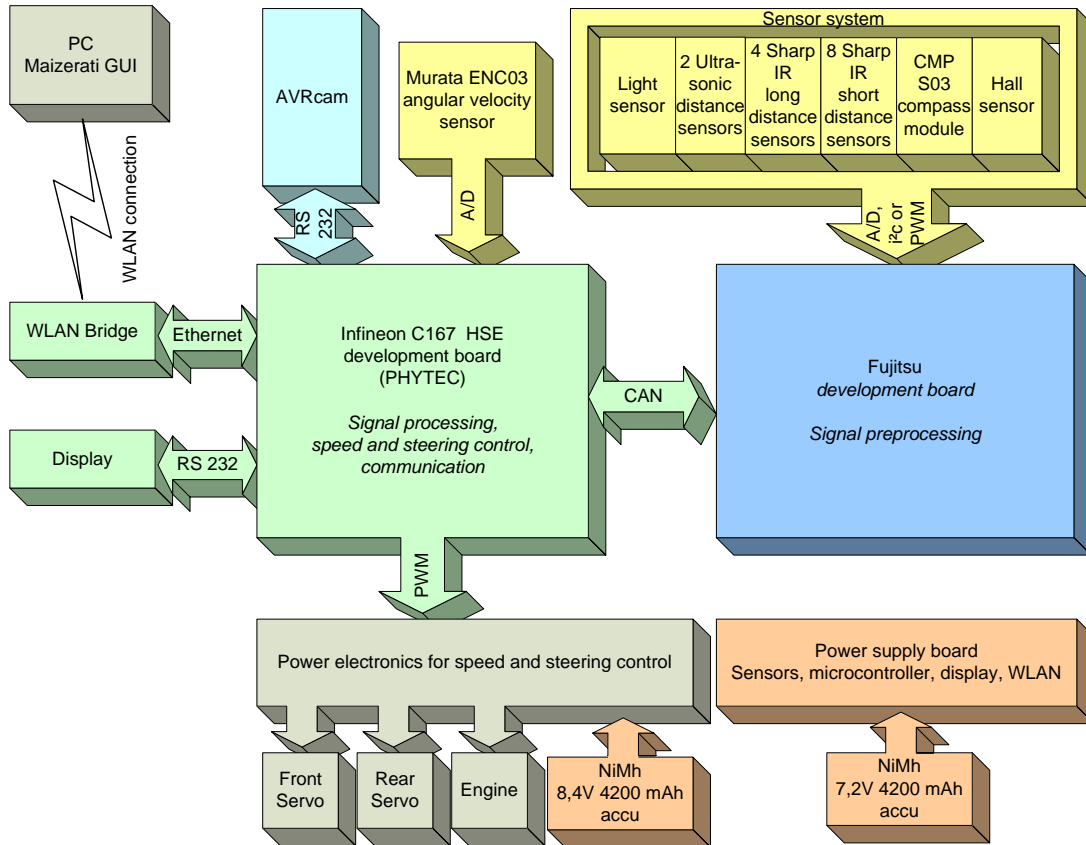 PC
Maizerati GUI
WLAN connection
AVRcam
RS
232
Murata ENC03
angular velocity
sensor
A/D
Sensor system
Light
sensor
2 Ultra-
sonic
distance
sensors
4 Sharp
IR
long
distance
sensors
8 Sharp
IR
short
distance
sensors
CMP
S03
compass
module
Hall
sensor
A/D,
i²c or
PWM
WLAN Bridge
Ethernet
Display
RS 232
Infineon C167 HSE
development board
(PHYTEC)
Signal processing,
speed and steering control,
communication
CAN
Fujitsu
development board
Signal preprocessing
PWM
Power electronics for speed and steering control
Front
Servo
Rear
Servo
Engine
NiMh
8,4V 4200 mAh
accu
Power supply board
Sensors, microcontroller, display, WLAN
NiMh
7,2V 4200 mAh
accu